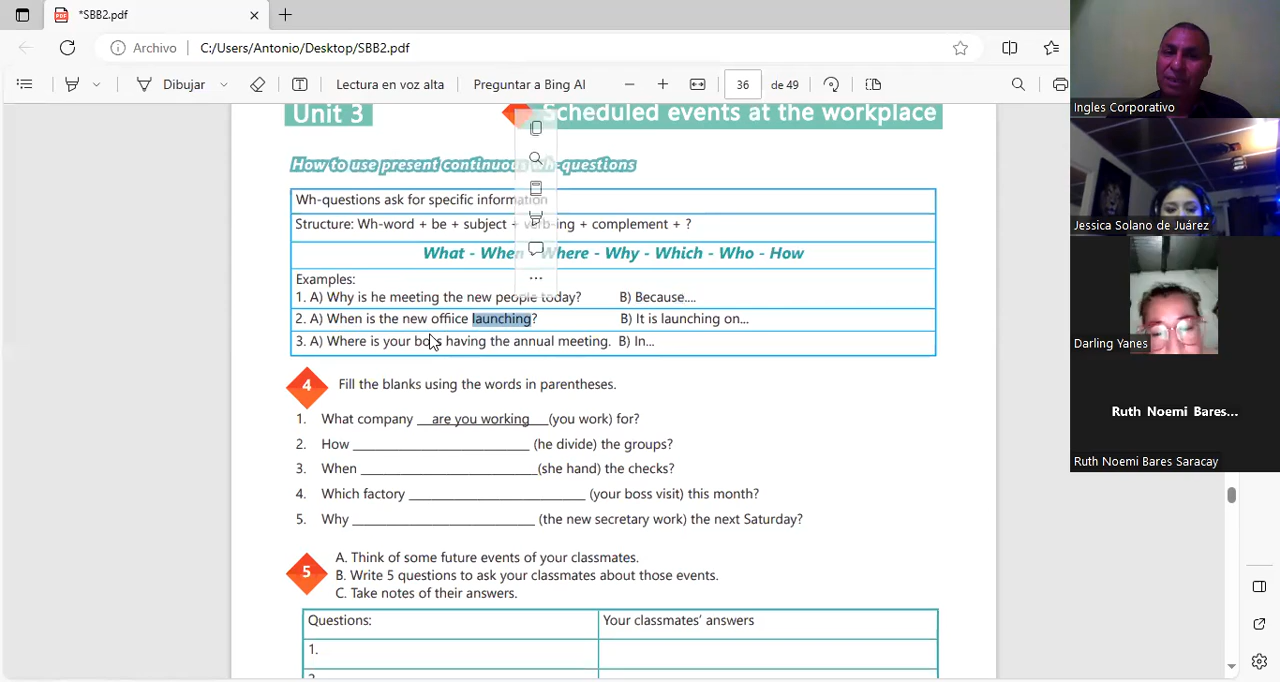 *SBB2.pdf
Archivo C:/Users/Antonio/Desktop/SBB2.pdf
Dibujar Lectura en voz alta Preguntar a Bing AI 36 de 49
Unit 3 Scheduled events at the workplace
How to use present continuous wh-questions
Wh-questions ask for specific information
Structure: Wh-word + be + subject + verb-ing + complement + ?
What - When - Where - Why - Which - Who - How
Examples:
1. A) Why is he meeting the new people today? B) Because....
2. A) When is the new office launching? B) It is launching on...
3. A) Where is your boss having the annual meeting. B) In...
4 Fill the blanks using the words in parentheses.
1. What company __are you working__(you work) for?
2. How ______________________ (he divide) the groups?
3. When ______________________(she hand) the checks?
4. Which factory ______________________ (your boss visit) this month?
5. Why ______________________ (the new secretary work) the next Saturday?
5 A. Think of some future events of your classmates.
B. Write 5 questions to ask your classmates about those events.
C. Take notes of their answers.
Questions: Your classmates' answers
1.
Ingles Corporativo
Jessica Solano de Juárez
Darling Yanes
Ruth Noemi Bares...
Ruth Noemi Bares Saracay